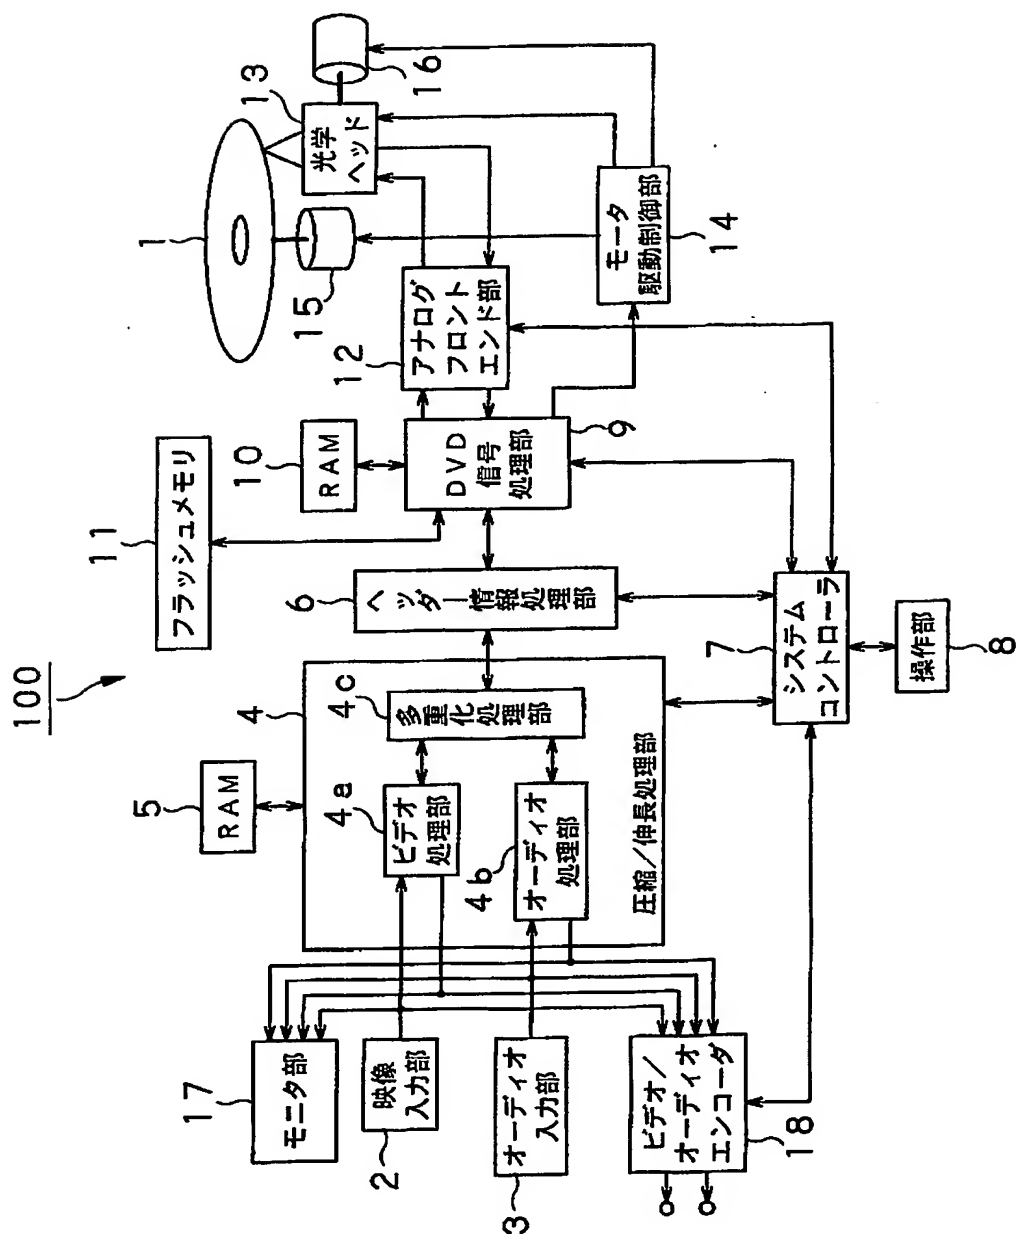 100
17
モニタ部
2
映像
入力部
3
オーディオ
入力部
18
ビデオ/
オーディオ
エンコーダ
5
RAM
4
4a
ビデオ
処理部
4b
オーディオ
処理部
4c
多重化処理部
圧縮/伸長処理部
6
ヘッダー情報処理部
7
システム
コントローラ
8
操作部
11
フラッシュメモリ
10
RAM
9
DVD
信号
処理部
12
アナログ
フロント
エンド部
1
15
13
光学
ヘッド
16
14
モータ
駆動制御部